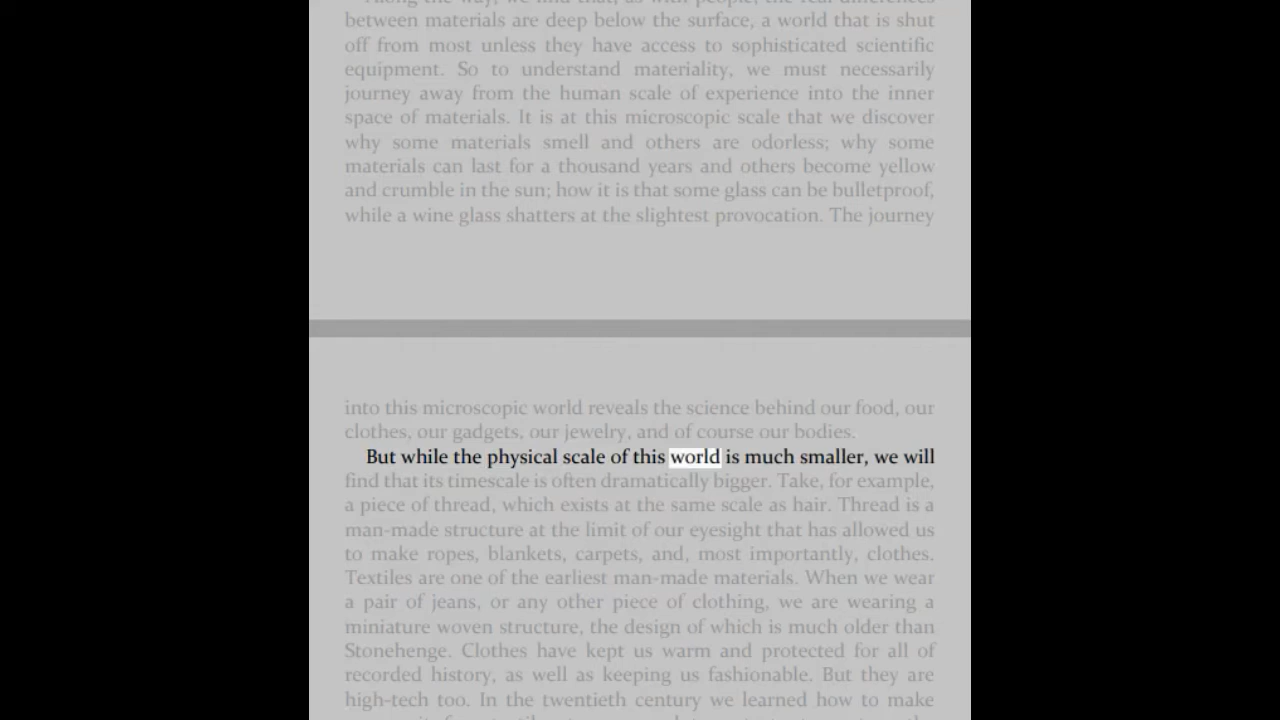 Along the way, we find that, as with people, the real differences
between materials are deep below the surface, a world that is shut
off from most unless they have access to sophisticated scientific
equipment. So to understand materiality, we must necessarily
journey away from the human scale of experience into the inner
space of materials. It is at this microscopic scale that we discover
why some materials smell and others are odorless; why some
materials can last for a thousand years and others become yellow
and crumble in the sun; how it is that some glass can be bulletproof,
while a wine glass shatters at the slightest provocation. The journey
into this microscopic world reveals the science behind our food, our
clothes, our gadgets, our jewelry, and of course our bodies.
But while the physical scale of this world is much smaller, we will
find that its timescale is often dramatically bigger. Take, for example,
a piece of thread, which exists at the same scale as hair. Thread is a
man-made structure at the limit of our eyesight that has allowed us
to make ropes, blankets, carpets, and, most importantly, clothes.
Textiles are one of the earliest man-made materials. When we wear
a pair of jeans, or any other piece of clothing, we are wearing a
miniature woven structure, the design of which is much older than
Stonehenge. Clothes have kept us warm and protected for all of
recorded history, as well as keeping us fashionable. But they are
high-tech too. In the twentieth century we learned how to make